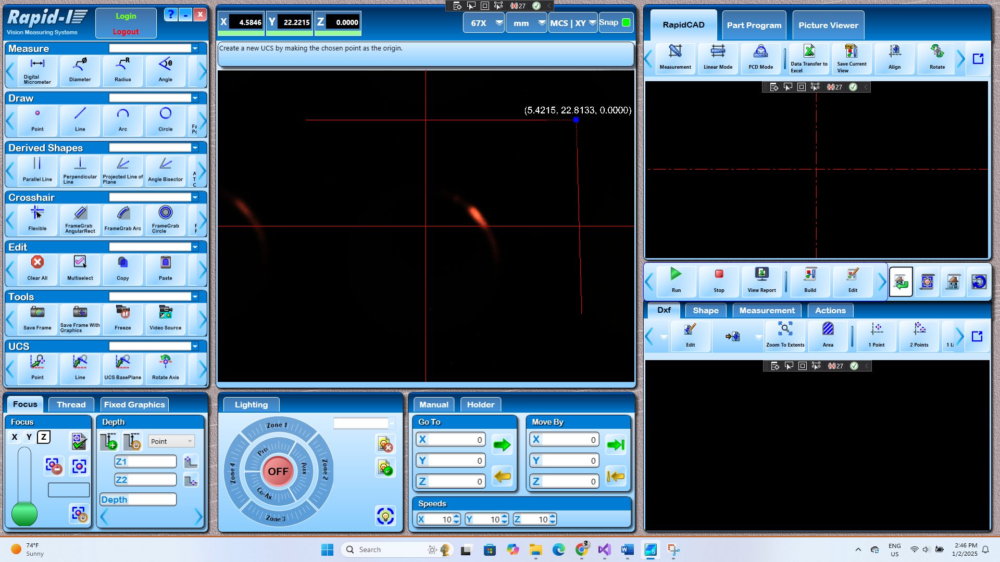 Rapid-I
Vision Measuring Systems
Login
Logout
?
-
x
X 4.5846
Y 22.2215
Z 0.0000
27
67X
mm
MCS | XY
Snap
Create a new UCS by making the chosen point as the origin.
(5.4215, 22.8133, 0.0000)
Measure
Digital Micrometer
Diameter
Radius
Angle
Draw
Point
Line
Arc
Circle
Derived Shapes
Parallel Line
Perpendicular Line
Projected Line of Plane
Angle Bisector
Crosshair
Flexible
FrameGrab AngularRect
FrameGrab Arc
FrameGrab Circle
Edit
Clear All
Multiselect
Copy
Paste
Tools
Save Frame
Save Frame With Graphics
Freeze
Video Source
UCS
Point
Line
UCS BasePlane
Rotate Axis
Focus
Thread
Fixed Graphics
Focus
X Y Z
Depth
Point
Z1
Z2
Depth
Lighting
Zone 1
Zone 2
Zone 3
Zone 4
Pro
Aux
Co-Ax
OFF
Manual
Holder
Go To
X 0
Y 0
Z 0
Move By
X 0
Y 0
Z 0
Speeds
X 10
Y 10
Z 10
RapidCAD
Part Program
Picture Viewer
Measurement
Linear Mode
PCD Mode
Data Transfer to Excel
Save Current View
Align
Rotate
27
Run
Stop
View Report
Build
Edit
Dxf
Shape
Measurement
Actions
Edit
Zoom To Extents
Area
1 Point
2 Points
1 Li
27
74°F
Sunny
Search
ENG
US
2:46 PM
1/2/2025